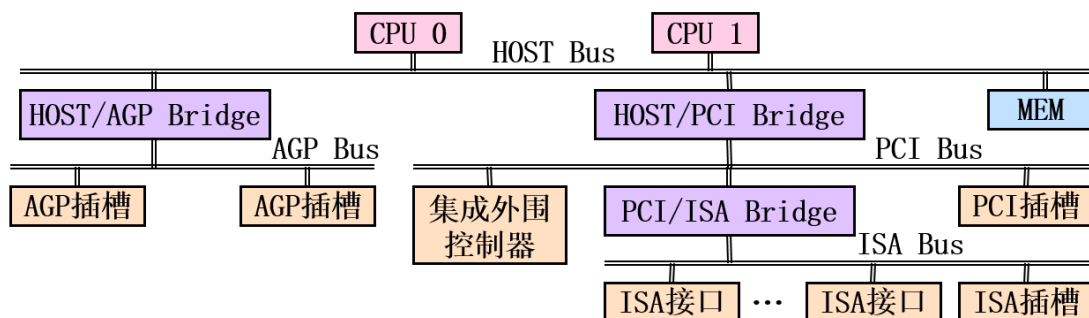 CPU 0
CPU 1
HOST Bus
HOST/AGP Bridge
HOST/PCI Bridge
MEM
AGP Bus
PCI Bus
AGP插槽
AGP插槽
集成外围
控制器
PCI/ISA Bridge
PCI插槽
ISA Bus
ISA接口
…
ISA接口
ISA插槽